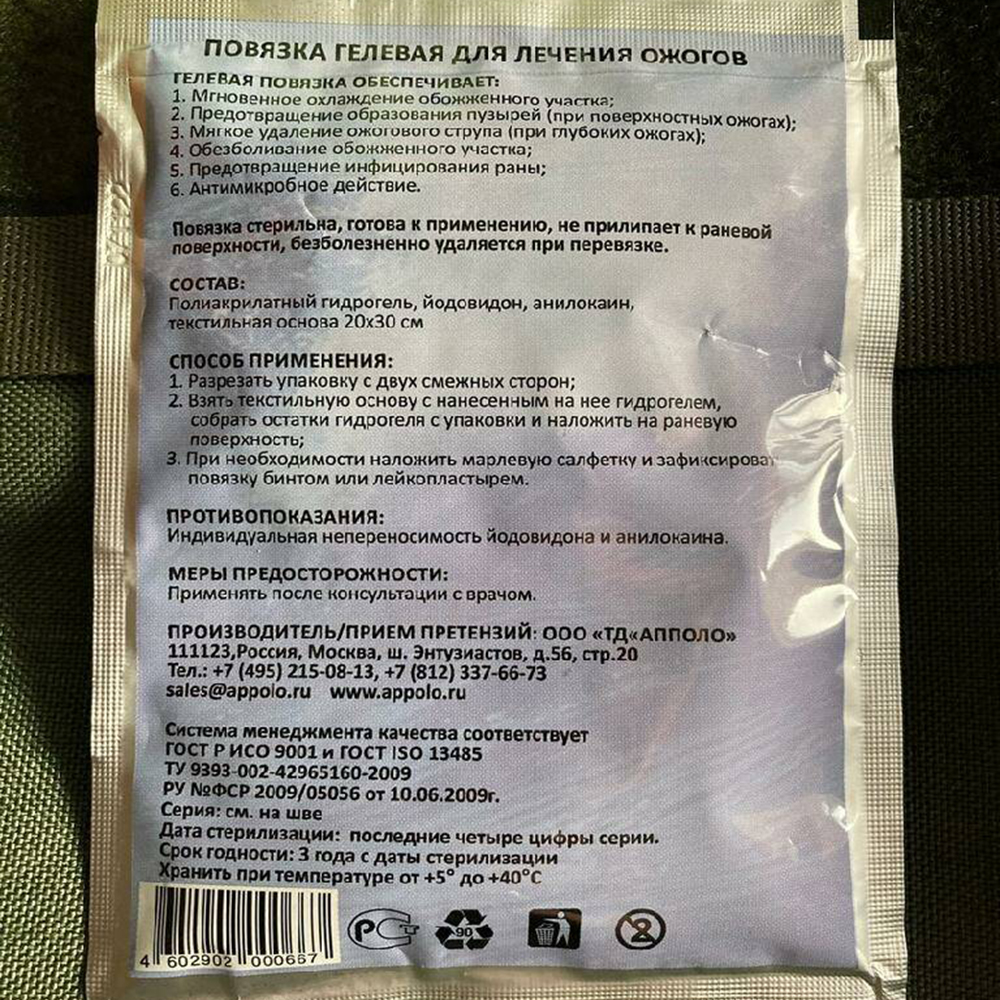 ПОВЯЗКА ГЕЛЕВАЯ ДЛЯ ЛЕЧЕНИЯ ОЖОГОВ
ГЕЛЕВАЯ ПОВЯЗКА ОБЕСПЕЧИВАЕТ:
1. Мгновенное охлаждение обожженного участка;
2. Предотвращение образования пузырей (при поверхностных ожогах);
3. Мягкое удаление ожогового струпа (при глубоких ожогах);
4. Обезболивание обожженного участка;
5. Предотвращение инфицирования раны;
6. Антимикробное действие.
Повязка стерильна, готова к применению, не прилипает к раневой
поверхности, безболезненно удаляется при перевязке.
СОСТАВ:
Полиакрилатный гидрогель, йодовидон, анилокаин,
текстильная основа 20х30 см
СПОСОБ ПРИМЕНЕНИЯ:
1. Разрезать упаковку с двух смежных сторон;
2. Взять текстильную основу с нанесенным на нее гидрогелем,
собрать остатки гидрогеля с упаковки и наложить на раневую
поверхность;
3. При необходимости наложить марлевую салфетку и зафиксироват
повязку бинтом или лейкопластырем.
ПРОТИВОПОКАЗАНИЯ:
Индивидуальная непереносимость йодовидона и анилокаина.
МЕРЫ ПРЕДОСТОРОЖНОСТИ:
Применять после консультации с врачом.
ПРОИЗВОДИТЕЛЬ/ПРИЕМ ПРЕТЕНЗИЙ: ООО «ТД«АППОЛО»
111123,Россия, Москва, ш. Энтузиастов, д.56, стр.20
Тел.: +7 (495) 215-08-13, +7 (812) 337-66-73
sales@appolo.ru www.appolo.ru
Система менеджмента качества соответствует
ГОСТ Р ИСО 9001 и ГОСТ ISO 13485
ТУ 9393-002-42965160-2009
РУ №ФСР 2009/05056 от 10.06.2009г.
Серия: см. на шве
Дата стерилизации: последние четыре цифры серии.
Срок годности: 3 года с даты стерилизации
Хранить при температуре от +5° до +40°С
4 602902 000667
90
2